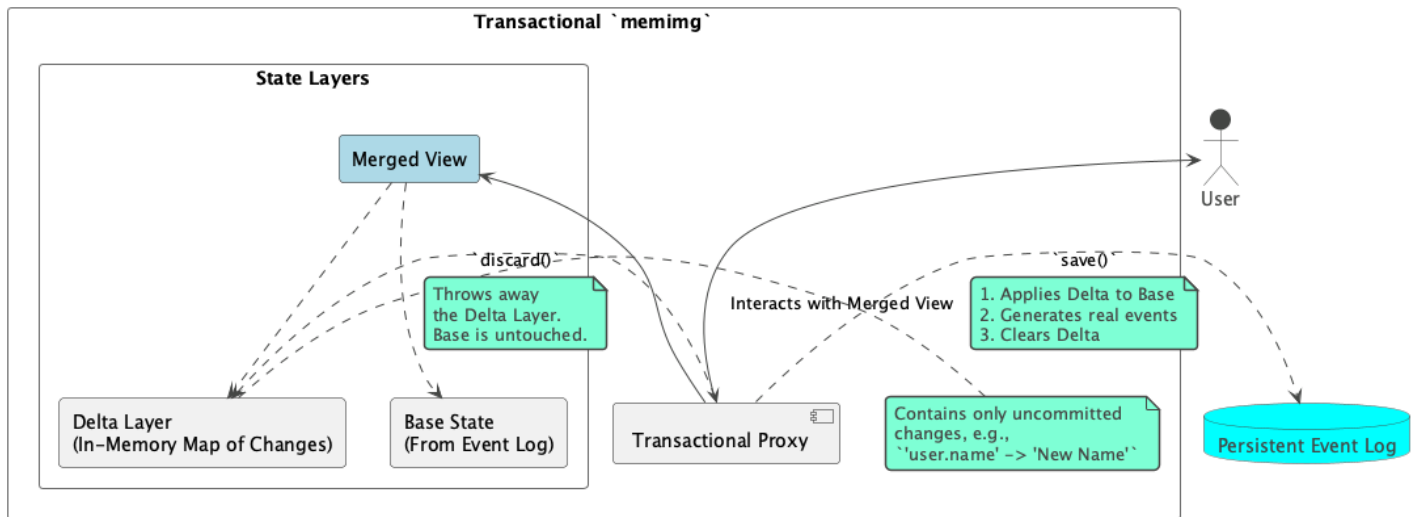 Transactional `memimg`
State Layers
Merged View
User
`discard()`
`save()`
Throws away
the Delta Layer.
Base is untouched.
Interacts with Merged View
1. Applies Delta to Base
2. Generates real events
3. Clears Delta
Delta Layer
(In-Memory Map of Changes)
Base State
(From Event Log)
Transactional Proxy
Contains only uncommitted
changes, e.g.,
`'user.name' -> 'New Name'`
Persistent Event Log